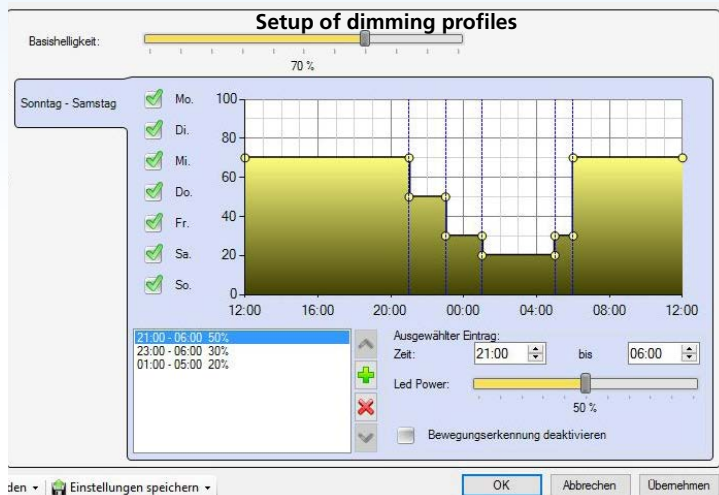 Setup of dimming profiles
Basishelligkeit:
70 %
Sonntag - Samstag
Mo.
Di.
Mi.
Do.
Fr.
Sa.
So.
100
80
60
40
20
0
12:00 16:00 20:00 00:00 04:00 08:00 12:00
21:00 - 06:00 50%
23:00 - 06:00 30%
01:00 - 05:00 20%
Ausgewählter Eintrag:
Zeit: 21:00 bis 06:00
Led Power:
50 %
Bewegungserkennung deaktivieren
den Einstellungen speichern OK Abbrechen Übernehmen